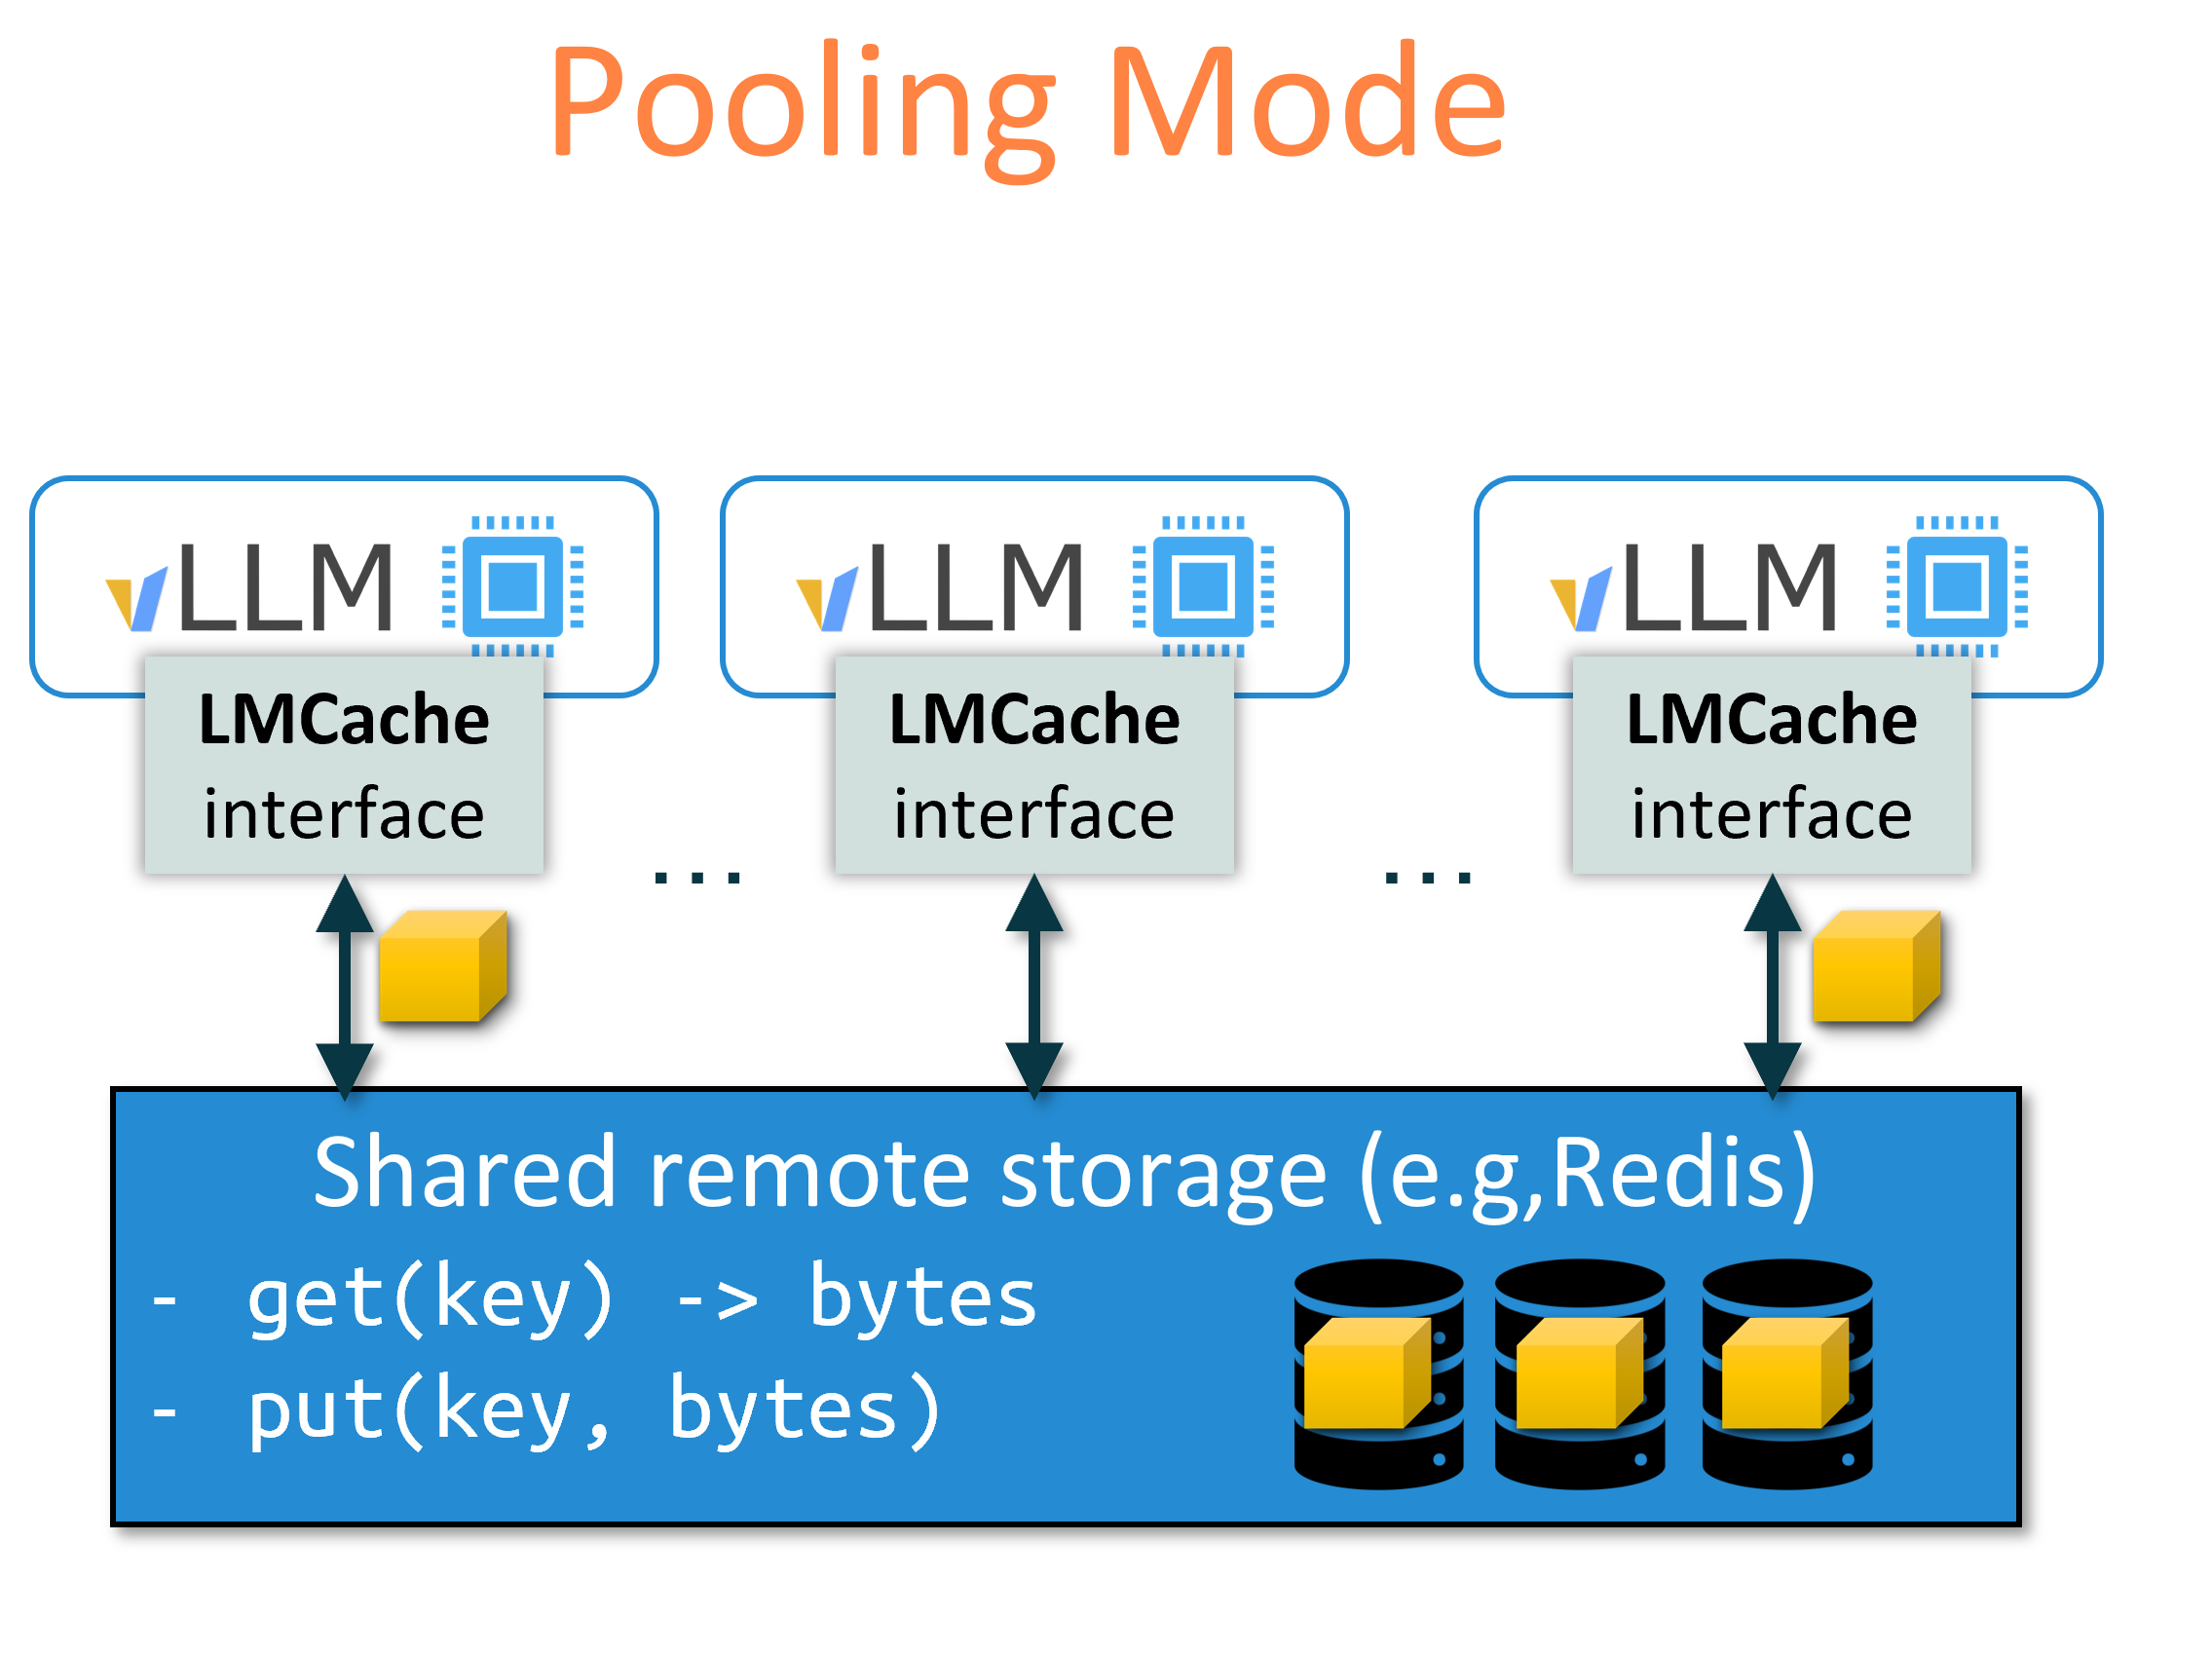 Pooling Mode
vLLM
vLLM
vLLM
LMCache
interface
LMCache
interface
LMCache
interface
...
...
Shared remote storage (e.g,Redis)
- get(key) -> bytes
- put(key, bytes)